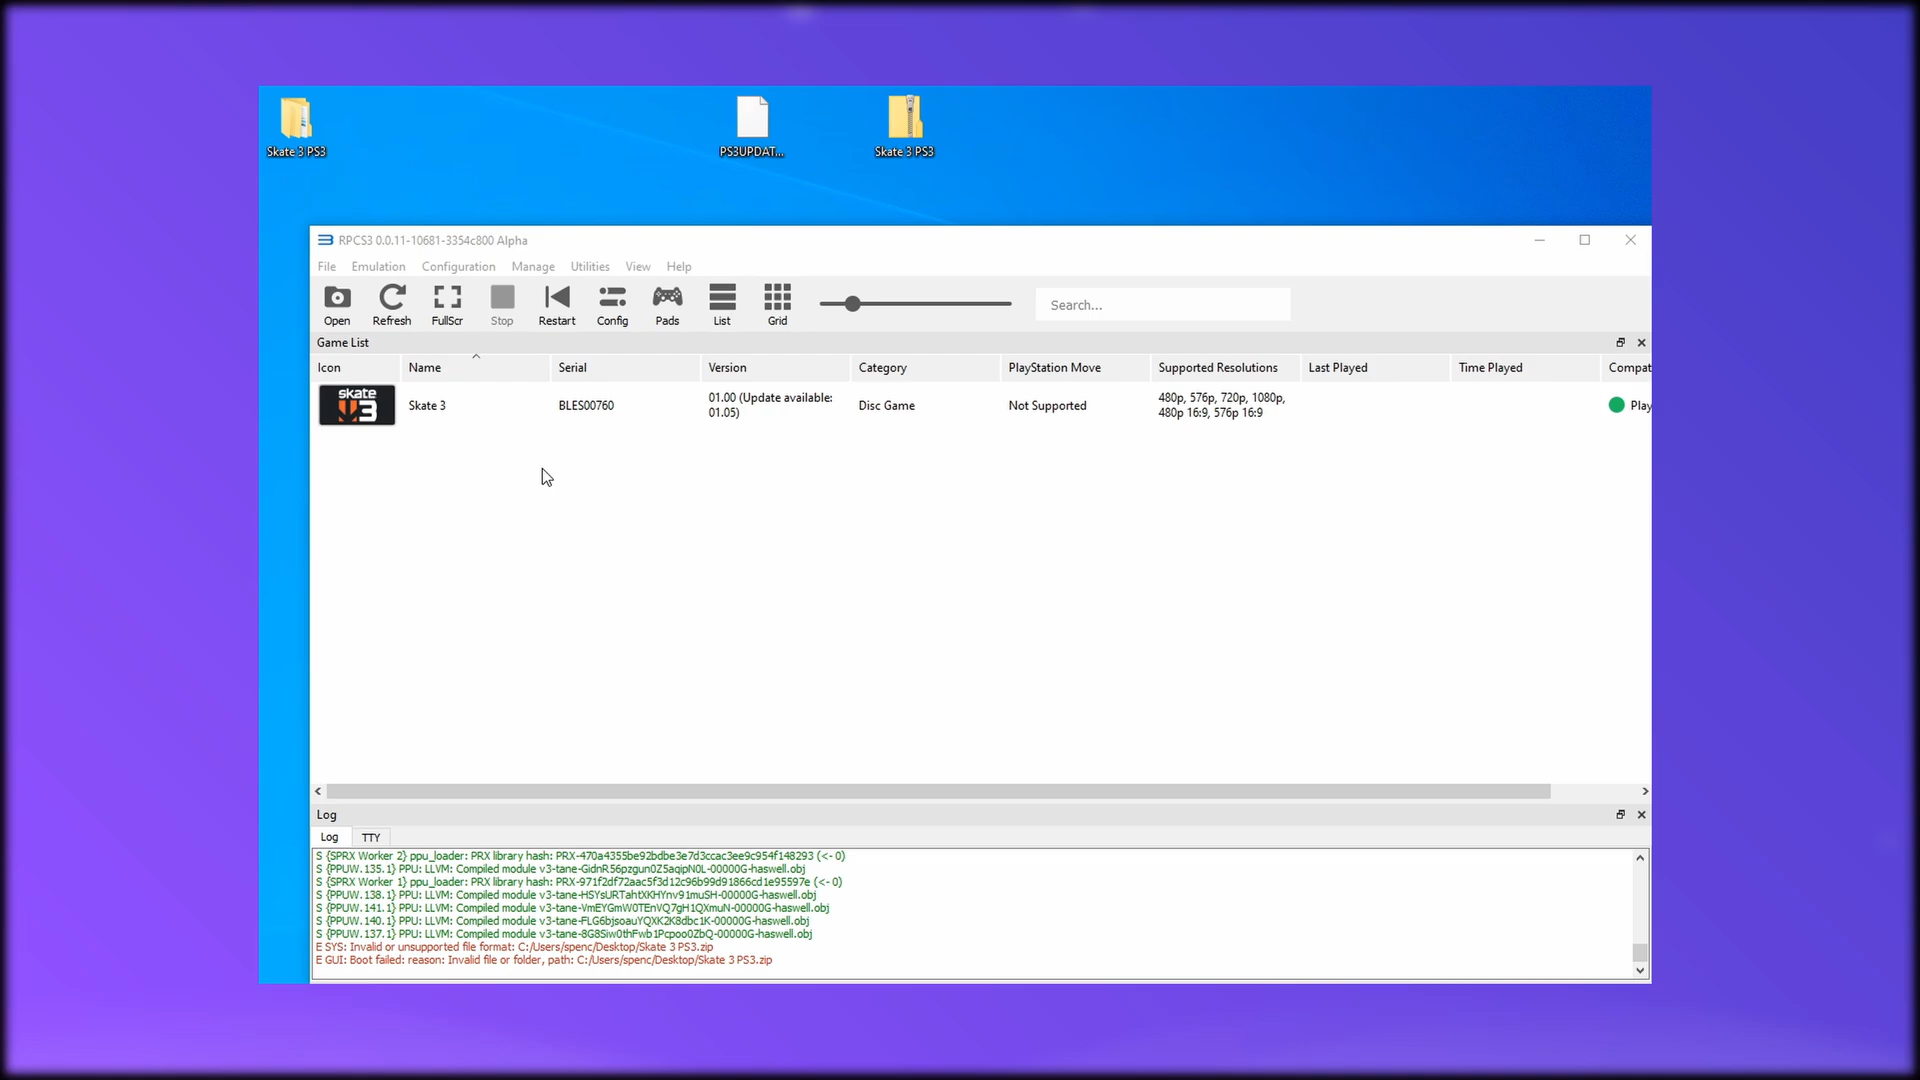 Skate 3 PS3
PS3UPDAT...
Skate 3 PS3
RPCS3 0.0.11-10681-3354c800 Alpha
File Emulation Configuration Manage Utilities View Help
Open Refresh FullScr Stop Restart Config Pads List Grid
Search...
Game List
Icon Name Serial Version Category PlayStation Move Supported Resolutions Last Played Time Played Compat
skate 3
Skate 3 BLES00760 01.00 (Update available: 01.05) Disc Game Not Supported 480p, 576p, 720p, 1080p, 480p 16:9, 576p 16:9 Play
Log
Log TTY
S {SPRX Worker 2} ppu_loader: PRX library hash: PRX-470a4355be92bdbe3e7d3ccac3ee9c954f148293 (<- 0)
S {PPUW.135.1} PPU: LLVM: Compiled module v3-tane-GidnR56pzgun0Z5aqipN0L-00000G-haswell.obj
S {SPRX Worker 1} ppu_loader: PRX library hash: PRX-971f2df72aac5f3d12c96b99d91866cd1e95597e (<- 0)
S {PPUW.138.1} PPU: LLVM: Compiled module v3-tane-HSYsURTahtXKHYnv91muSH-00000G-haswell.obj
S {PPUW.141.1} PPU: LLVM: Compiled module v3-tane-VmEYGmW0TEnVQ7gH1QXmuN-00000G-haswell.obj
S {PPUW.140.1} PPU: LLVM: Compiled module v3-tane-FLG6bjsoauYQXK2K8dbc1K-00000G-haswell.obj
S {PPUW.137.1} PPU: LLVM: Compiled module v3-tane-8G8Siw0thFwb1Pcpoo0ZbQ-00000G-haswell.obj
E SYS: Invalid or unsupported file format: C:/Users/spenc/Desktop/Skate 3 PS3.zip
E GUI: Boot failed: reason: Invalid file or folder, path: C:/Users/spenc/Desktop/Skate 3 PS3.zip